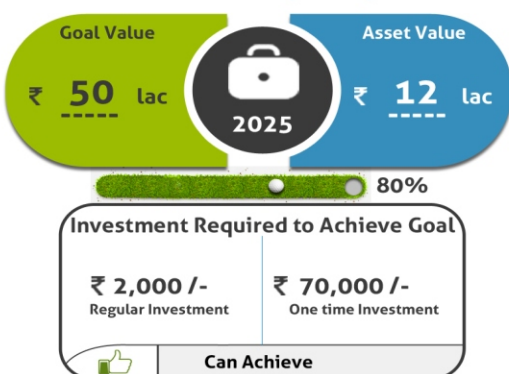 Goal Value
Asset Value
₹ 50 lac
₹ 12 lac
2025
80%
Investment Required to Achieve Goal
₹ 2,000 /-
₹ 70,000 /-
Regular Investment
One time Investment
Can Achieve